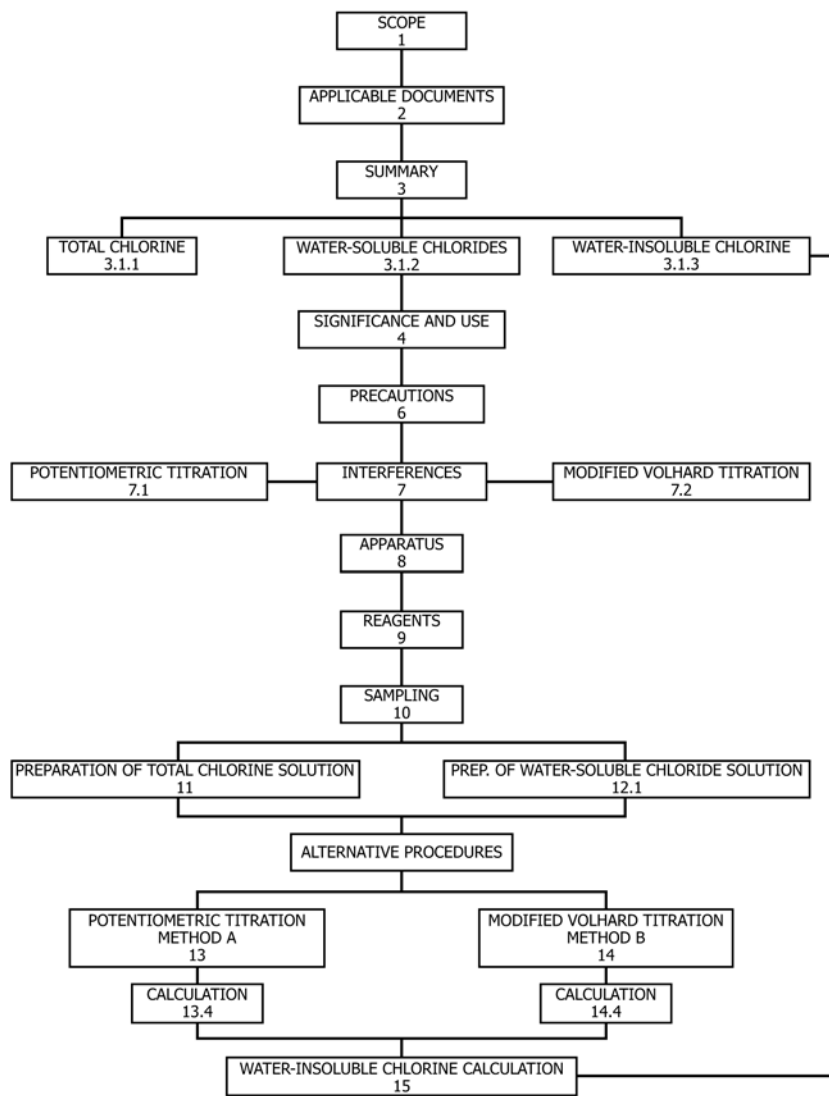 SCOPE
1
APPLICABLE DOCUMENTS
2
SUMMARY
3
TOTAL CHLORINE
3.1.1
WATER-SOLUBLE CHLORIDES
3.1.2
WATER-INSOLUBLE CHLORINE
3.1.3
SIGNIFICANCE AND USE
4
PRECAUTIONS
6
POTENTIOMETRIC TITRATION
7.1
INTERFERENCES
7
MODIFIED VOLHARD TITRATION
7.2
APPARATUS
8
REAGENTS
9
SAMPLING
10
PREPARATION OF TOTAL CHLORINE SOLUTION
11
PREP. OF WATER-SOLUBLE CHLORIDE SOLUTION
12.1
ALTERNATIVE PROCEDURES
POTENTIOMETRIC TITRATION
METHOD A
13
MODIFIED VOLHARD TITRATION
METHOD B
14
CALCULATION
13.4
CALCULATION
14.4
WATER-INSOLUBLE CHLORINE CALCULATION
15